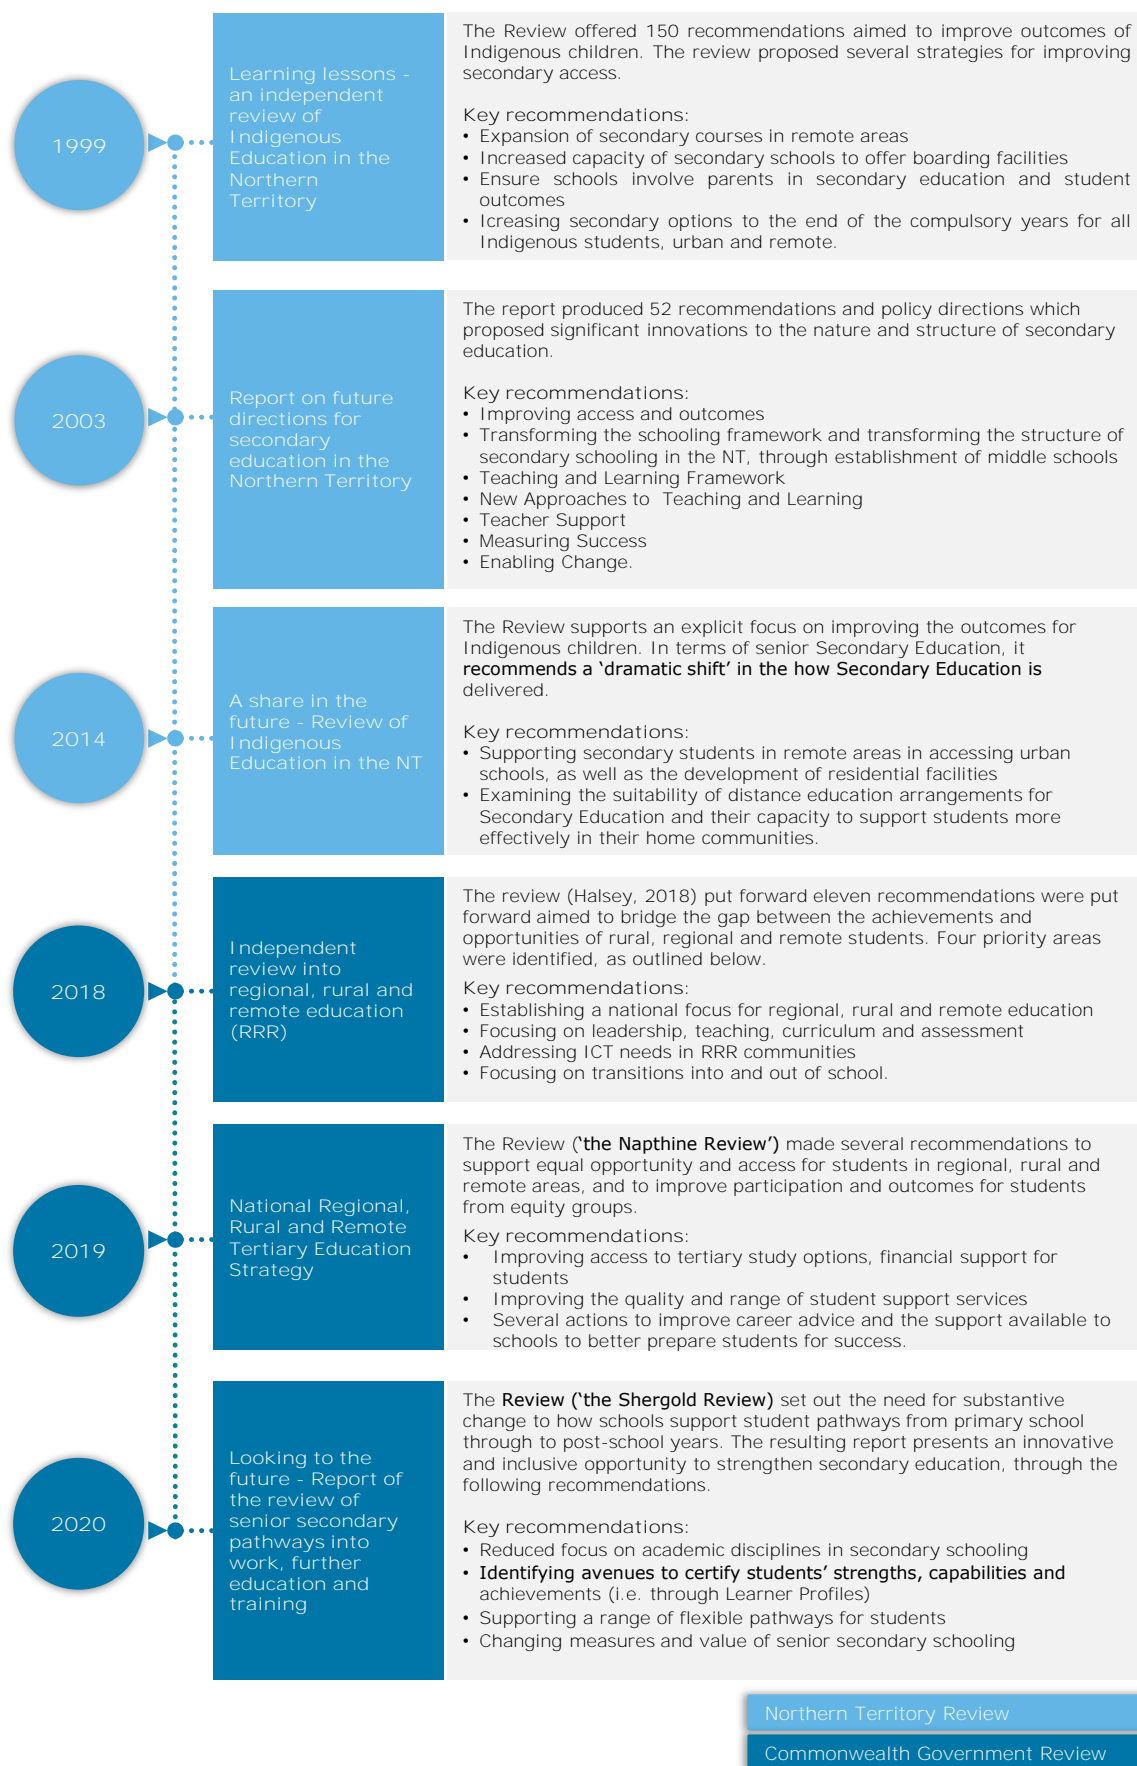 1999
Learning lessons -
an independent
review of
Indigenous
Education in the
Northern
Territory
The Review offered 150 recommendations aimed to improve outcomes of
Indigenous children. The review proposed several strategies for improving
secondary access.
Key recommendations:
• Expansion of secondary courses in remote areas
• Increased capacity of secondary schools to offer boarding facilities
• Ensure schools involve parents in secondary education and student
outcomes
• Icreasing secondary options to the end of the compulsory years for all
Indigenous students, urban and remote.
2003
Report on future
directions for
secondary
education in the
Northern Territory
The report produced 52 recommendations and policy directions which
proposed significant innovations to the nature and structure of secondary
education.
Key recommendations:
• Improving access and outcomes
• Transforming the schooling framework and transforming the structure of
secondary schooling in the NT, through establishment of middle schools
• Teaching and Learning Framework
• New Approaches to  Teaching and Learning
• Teacher Support
• Measuring Success
• Enabling Change.
2014
A share in the
future - Review of
Indigenous
Education in the NT
The Review supports an explicit focus on improving the outcomes for
Indigenous children. In terms of senior Secondary Education, it
recommends a ‘dramatic shift’ in the how Secondary Education is
delivered.
Key recommendations:
• Supporting secondary students in remote areas in accessing urban
schools, as well as the development of residential facilities
• Examining the suitability of distance education arrangements for
Secondary Education and their capacity to support students more
effectively in their home communities.
2018
Independent
review into
regional, rural and
remote education
(RRR)
The review (Halsey, 2018) put forward eleven recommendations were put
forward aimed to bridge the gap between the achievements and
opportunities of rural, regional and remote students. Four priority areas
were identified, as outlined below.
Key recommendations:
• Establishing a national focus for regional, rural and remote education
• Focusing on leadership, teaching, curriculum and assessment
• Addressing ICT needs in RRR communities
• Focusing on transitions into and out of school.
2019
National Regional,
Rural and Remote
Tertiary Education
Strategy
The Review (‘the Napthine Review’) made several recommendations to
support equal opportunity and access for students in regional, rural and
remote areas, and to improve participation and outcomes for students
from equity groups.
Key recommendations:
• Improving access to tertiary study options, financial support for
students
• Improving the quality and range of student support services
• Several actions to improve career advice and the support available to
schools to better prepare students for success.
2020
Looking to the
future - Report of
the review of
senior secondary
pathways into
work, further
education and
training
The Review (‘the Shergold Review) set out the need for substantive
change to how schools support student pathways from primary school
through to post-school years. The resulting report presents an innovative
and inclusive opportunity to strengthen secondary education, through the
following recommendations.
Key recommendations:
• Reduced focus on academic disciplines in secondary schooling
• Identifying avenues to certify students’ strengths, capabilities and
achievements (i.e. through Learner Profiles)
• Supporting a range of flexible pathways for students
• Changing measures and value of senior secondary schooling
Northern Territory Review
Commonwealth Government Review